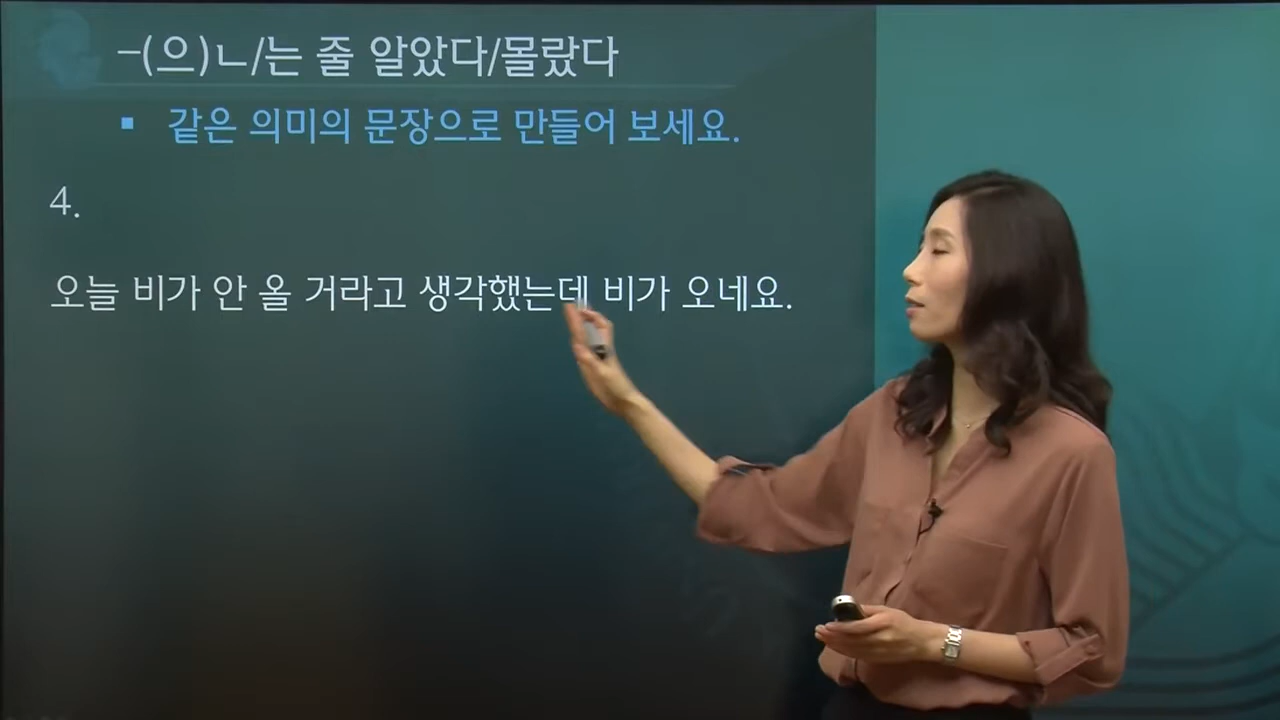 -(으)ㄴ/는 줄 알았다/몰랐다
▪ 같은 의미의 문장으로 만들어 보세요.
4.
오늘 비가 안 올 거라고 생각했는데 비가 오네요.